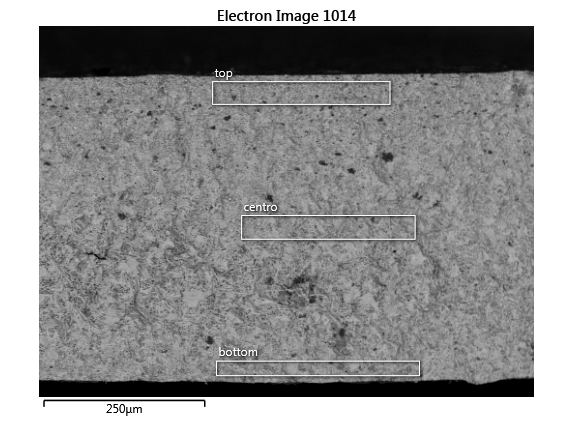 Electron Image 1014
top
centro
bottom
250µm